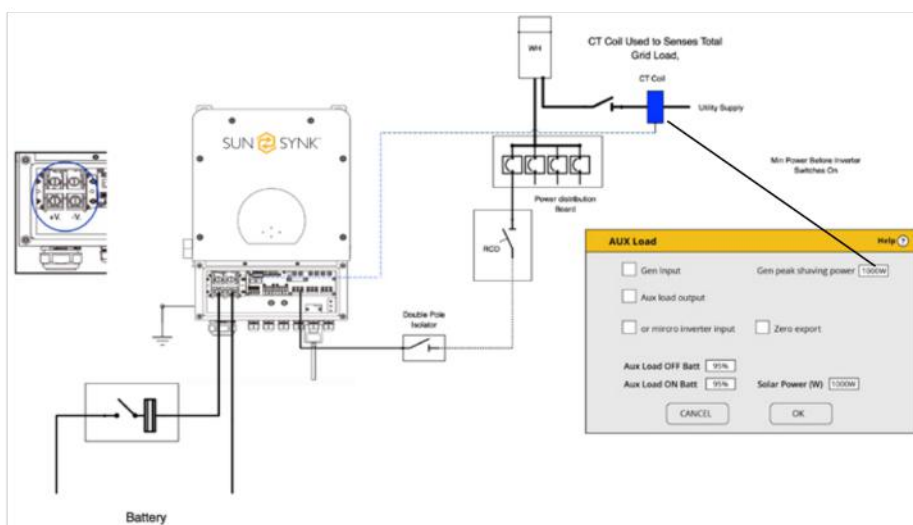 CT Coil Used to Senses Total
Grid Load,
WH
CT Coil
Utility Supply
SUN SYNK™
Min Power Before Inverter
Switches On
Power distribution
Board
+V.
-V.
RCD
AUX Load
Help ?
Gen Input
Gen peak shaving power 1000W
Aux load output
or mircro inverter input
Zero export
Double Pole
Isolator
Aux Load OFF Batt 95%
Aux Load ON Batt 95%
Solar Power (W) 1000W
CANCEL
OK
Battery